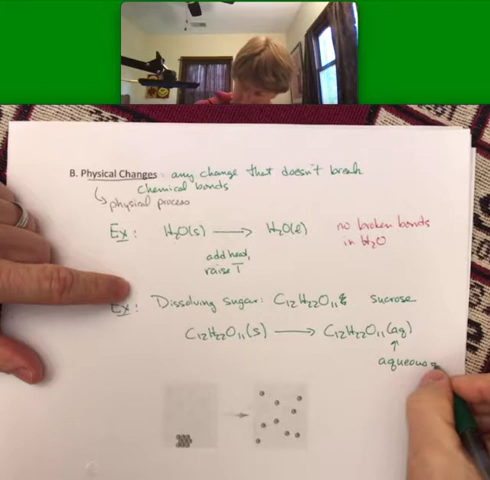 B. Physical Changes: any change that doesn't break
chemical bonds
physical process
Ex: H2O(s) → H2O(l) no broken bonds
in H2O
add heat,
raise T
Ex: Dissolving sugar: C12H22O11 sucrose
C12H22O11(s) → C12H22O11(aq)
↑
aqueous